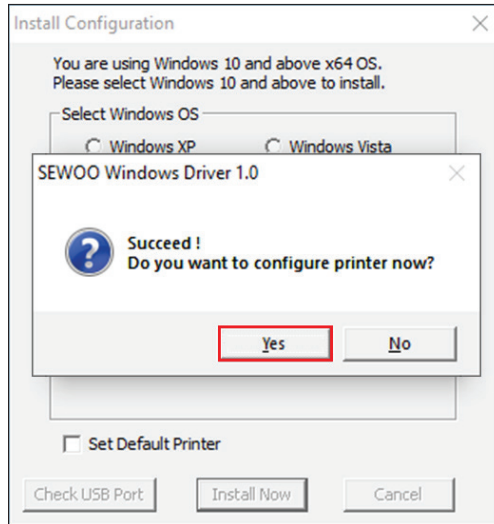 Install Configuration
You are using Windows 10 and above x64 OS.
Please select Windows 10 and above to install.
Select Windows OS
Windows XP
Windows Vista
SEWOO Windows Driver 1.0
Succeed !
Do you want to configure printer now?
Yes
No
Set Default Printer
Check USB Port
Install Now
Cancel